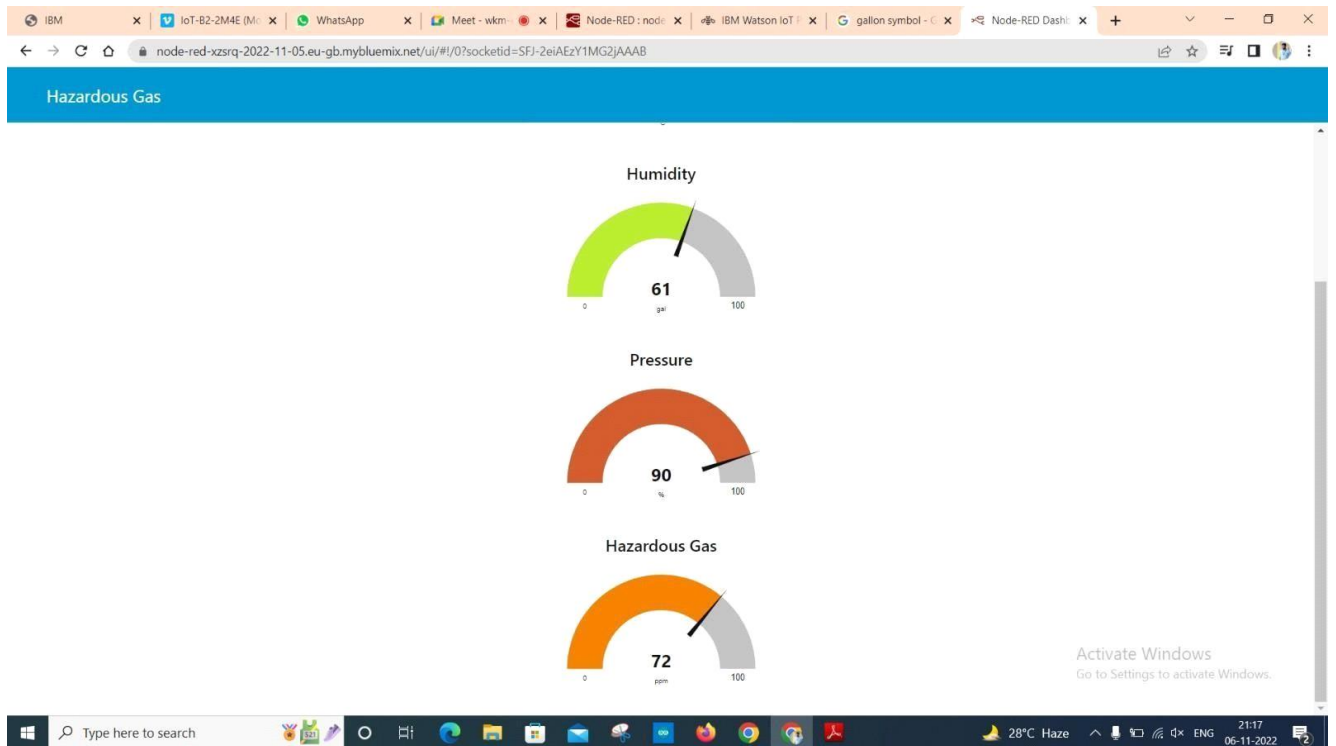 IBM
IoT-B2-2M4E (Mo
WhatsApp
Meet - wkm-
Node-RED : node
IBM Watson IoT P
gallon symbol - G
Node-RED Dash
node-red-xzsrq-2022-11-05.eu-gb.mybluemix.net/ui/#!/0?socketid=SFJ-2eiAEzY1MG2jAAAB
Hazardous Gas
Humidity
61
gal
0
100
Pressure
90
%
0
100
Hazardous Gas
72
ppm
0
100
Activate Windows
Go to Settings to activate Windows.
Type here to search
28°C Haze
ENG
21:17
06-11-2022